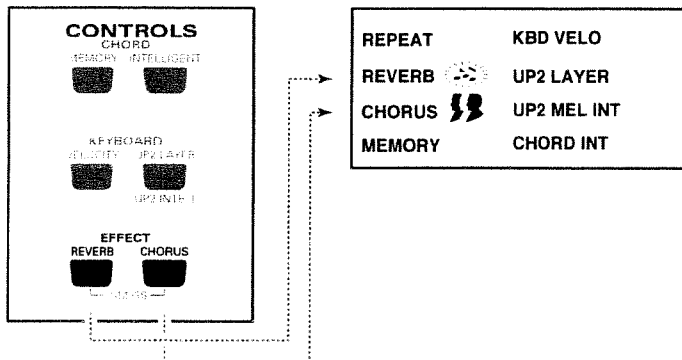 CONTROLS
CHORD
MEMORY INTELLIGENT
KEYBOARD
VELOCITY UP2 LAYER
EFFECT
REVERB CHORUS
REPEAT KBD VELO
REVERB UP2 LAYER
CHORUS UP2 MEL INT
MEMORY CHORD INT